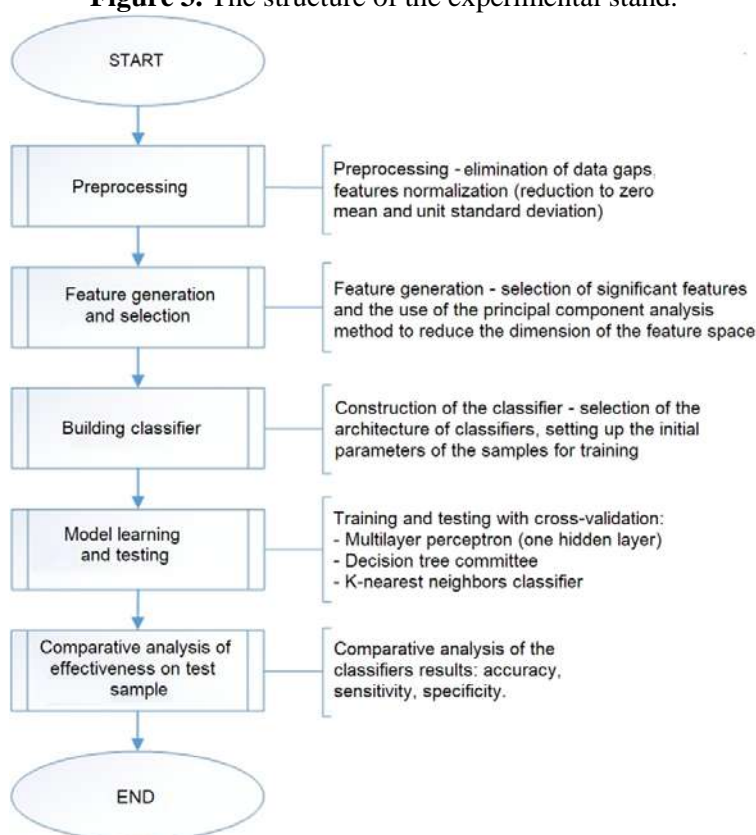 Figure 3. The structure of the experimental stand.
START
Preprocessing
Preprocessing - elimination of data gaps,
features normalization (reduction to zero
mean and unit standard deviation)
Feature generation
and selection
Feature generation - selection of significant features
and the use of the principal component analysis
method to reduce the dimension of the feature space
Building classifier
Construction of the classifier - selection of the
architecture of classifiers, setting up the initial
parameters of the samples for training
Model learning
and testing
Training and testing with cross-validation:
- Multilayer perceptron (one hidden layer)
- Decision tree committee
- K-nearest neighbors classifier
Comparative analysis of
effectiveness on test
sample
Comparative analysis of the
classifiers results: accuracy,
sensitivity, specificity.
END